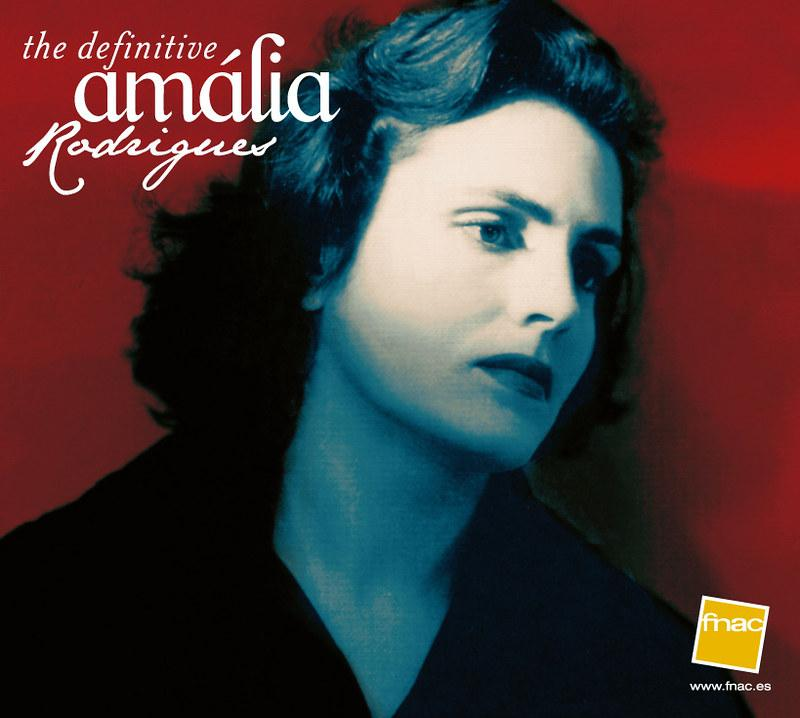 the definitive
amália
Rodrigues
fnac
www.fnac.es